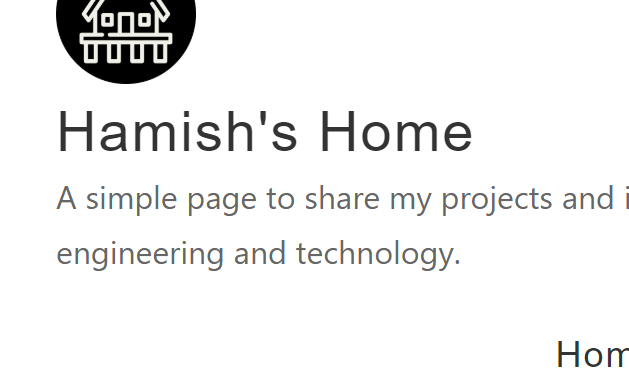 Hamish's Home
A simple page to share my projects and
engineering and technology.